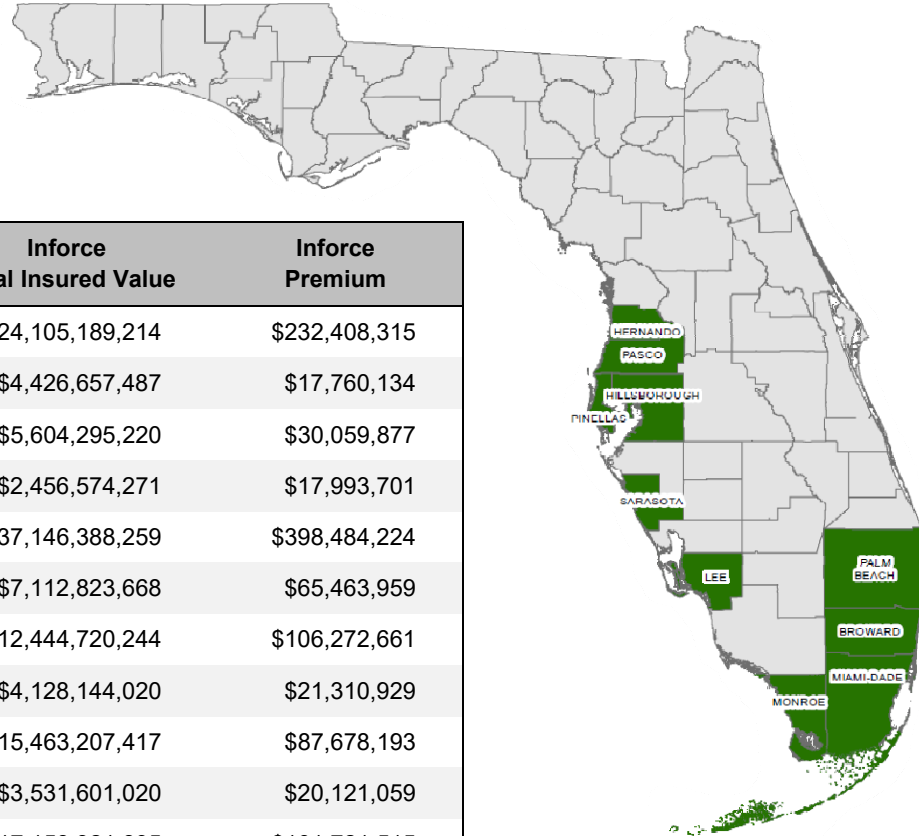 Inforce Inforce
al Insured Value Premium
24,105,189,214 $232,408,315
$4,426,657,487 $17,760,134
$5,604,295,220 $30,059,877
$2,456,574,271 $17,993,701
37,146,388,259 $398,484,224
$7,112,823,668 $65,463,959
12,444,720,244 $106,272,661
$4,128,144,020 $21,310,929
15,463,207,417 $87,678,193
$3,531,601,020 $20,121,059
HERNANDO
PASCO
HILLSBOROUGH
PINELLAS
SARASOTA
LEE
PALM
BEACH
BROWARD
MIAMI-DADE
MONROE